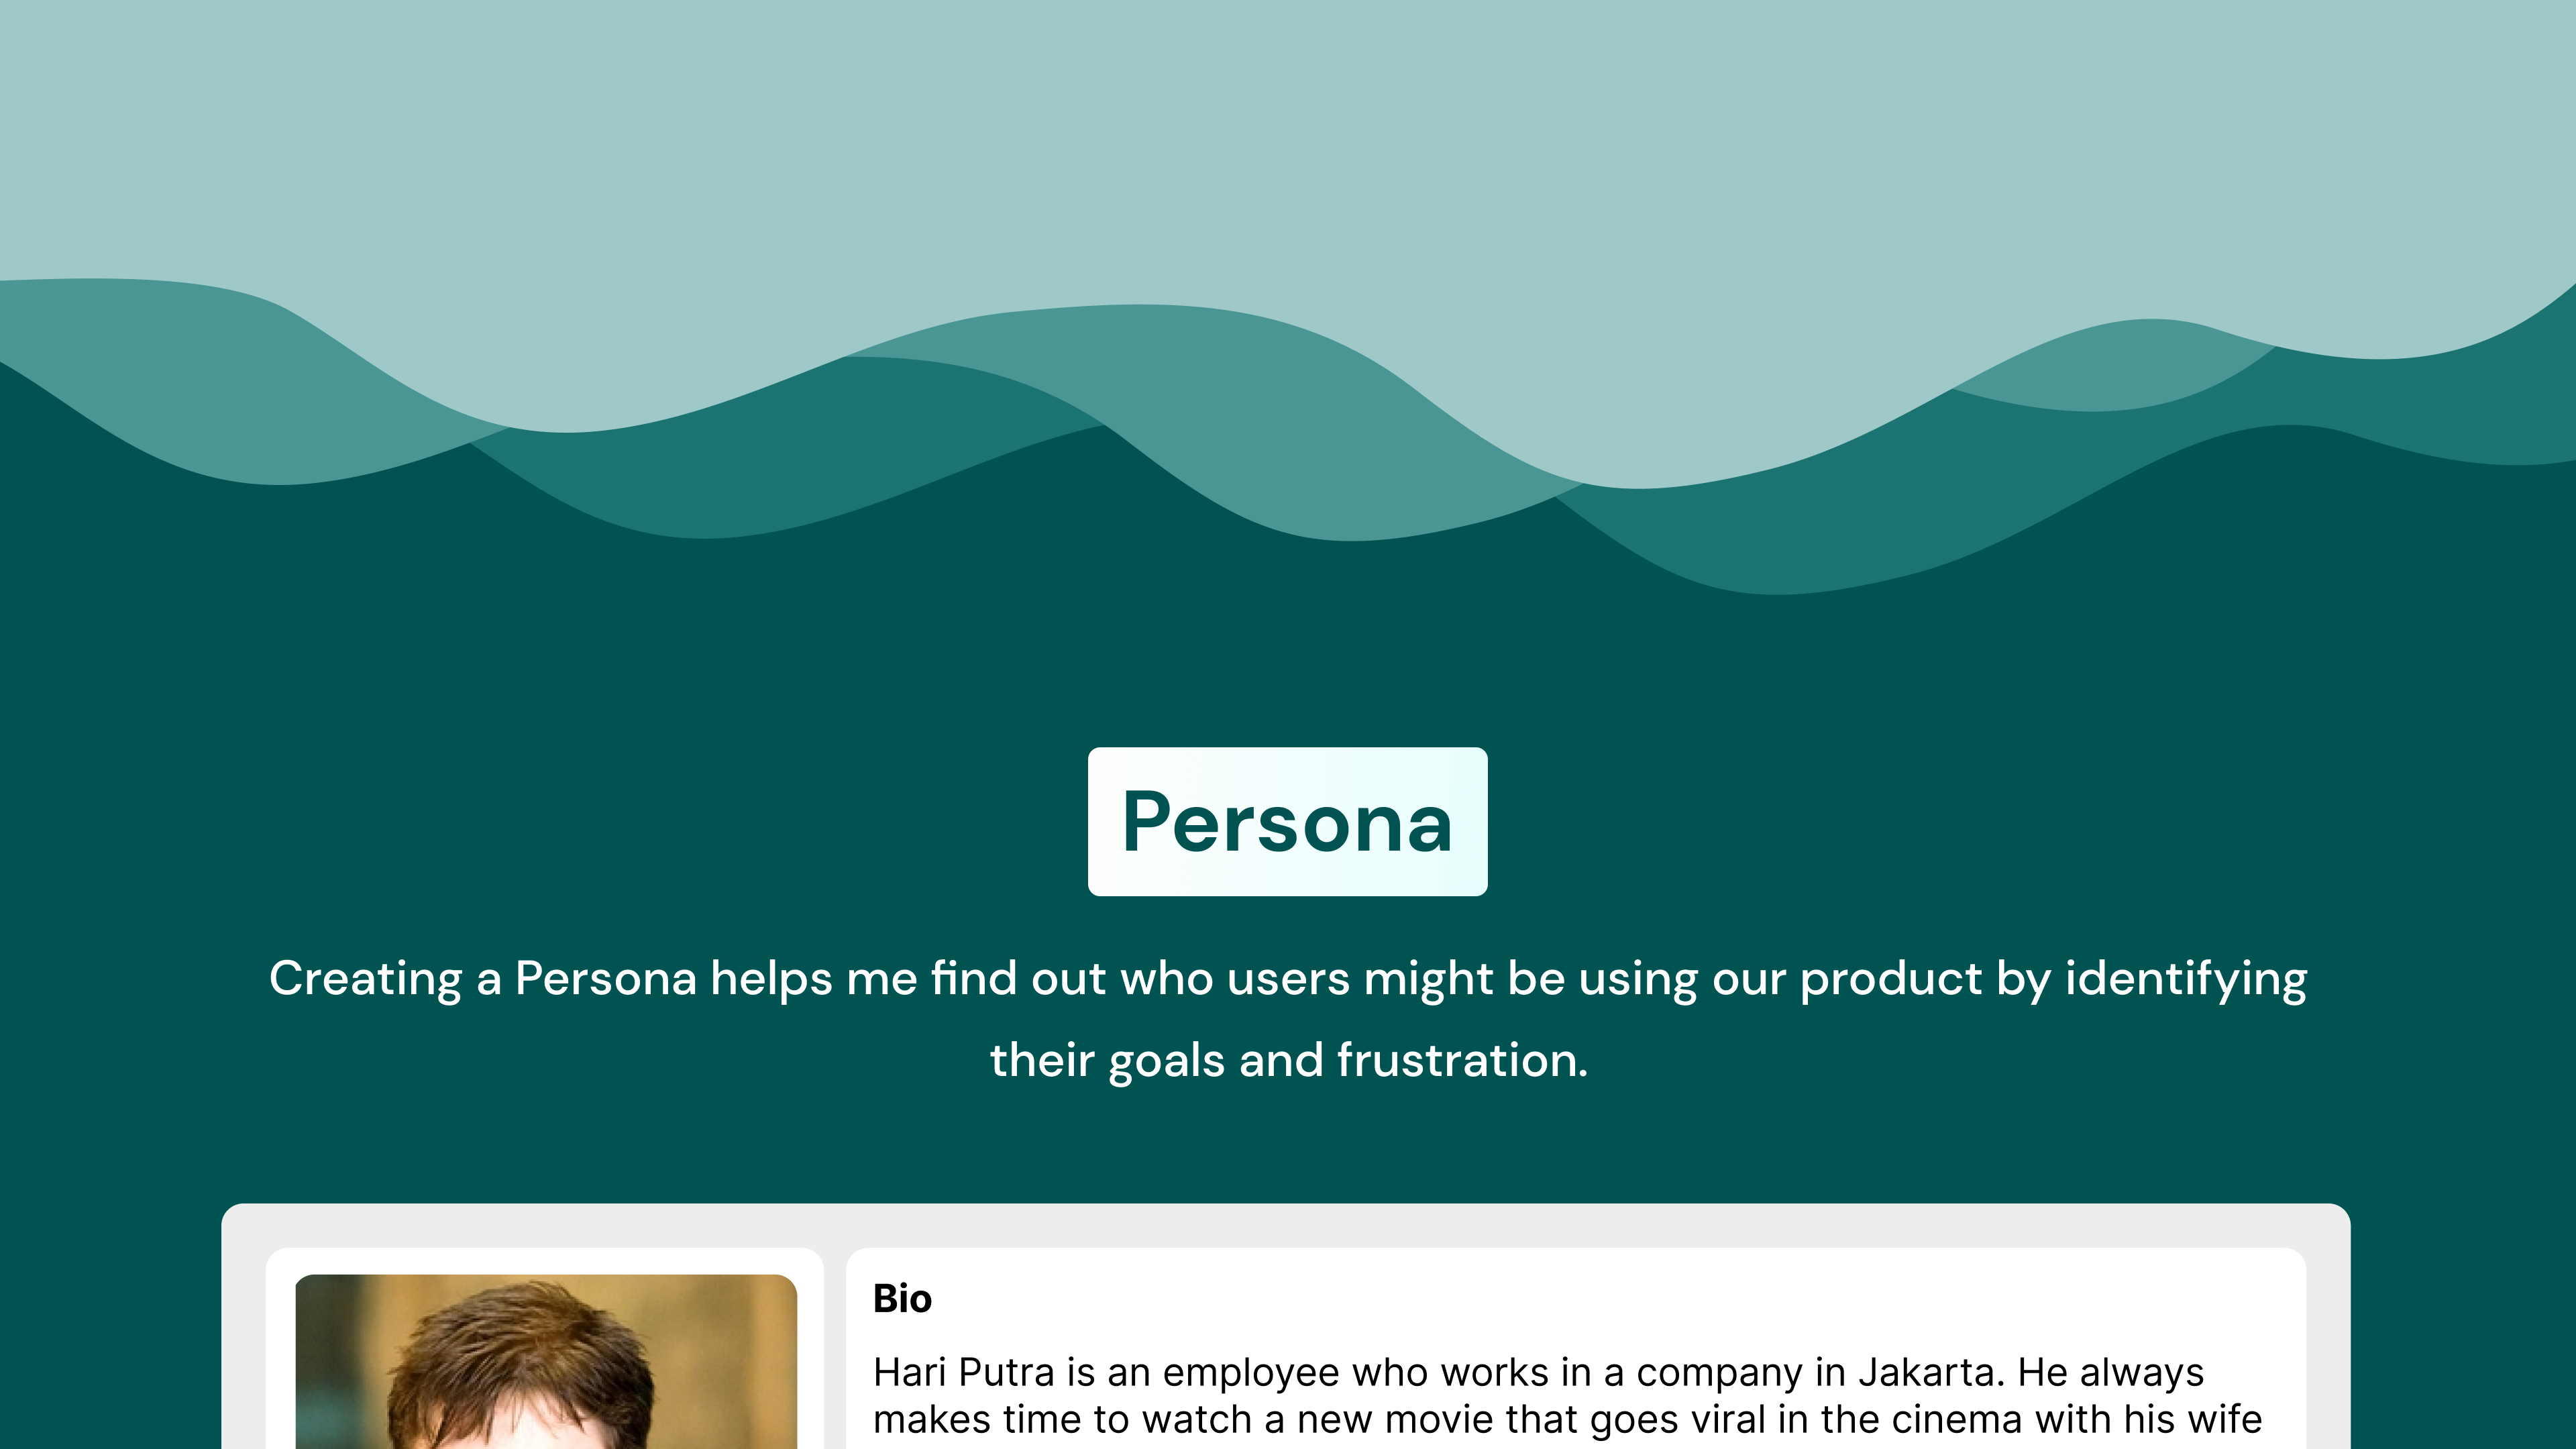 Persona
Creating a Persona helps me find out who users might be using our product by identifying
their goals and frustration.
Bio
Hari Putra is an employee who works in a company in Jakarta. He always
makes time to watch a new movie that goes viral in the cinema with his wife